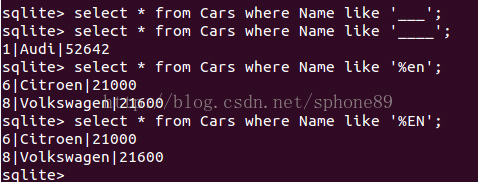 sqlite> select * from Cars where Name like '___';
sqlite> select * from Cars where Name like '____';
1|Audi|52642
sqlite> select * from Cars where Name like '%en';
6|Citroen|21000
8|Volkswagen|21600
http://blog.csdn.net/sphone89
sqlite> select * from Cars where Name like '%EN';
6|Citroen|21000
8|Volkswagen|21600
sqlite>